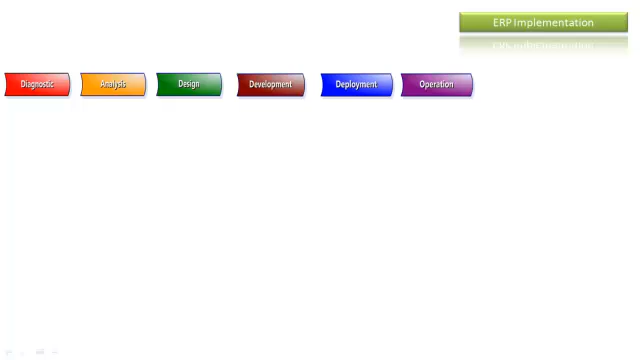 ERP Implementation
Diagnostic
Analysis
Design
Development
Deployment
Operation